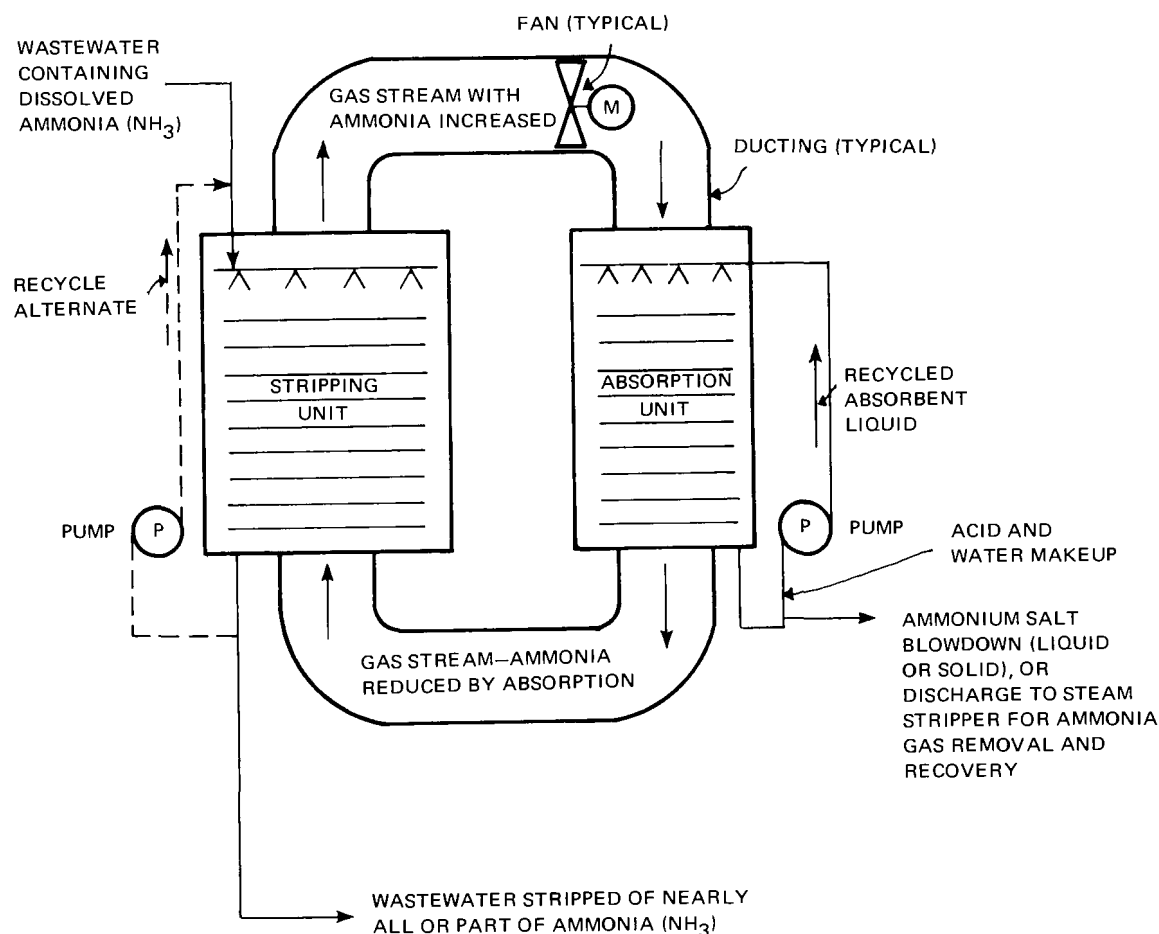 FAN (TYPICAL)
WASTEWATER
CONTAINING
DISSOLVED
AMMONIA (NH3)
GAS STREAM WITH
AMMONIA INCREASED
M
DUCTING (TYPICAL)
RECYCLE
ALTERNATE
STRIPPING
UNIT
ABSORPTION
UNIT
RECYCLED
ABSORBENT
LIQUID
PUMP
P
P
PUMP
ACID AND
WATER MAKEUP
GAS STREAM—AMMONIA
REDUCED BY ABSORPTION
AMMONIUM SALT
BLOWDOWN (LIQUID
OR SOLID), OR
DISCHARGE TO STEAM
STRIPPER FOR AMMONIA
GAS REMOVAL AND
RECOVERY
WASTEWATER STRIPPED OF NEARLY
ALL OR PART OF AMMONIA (NH3)